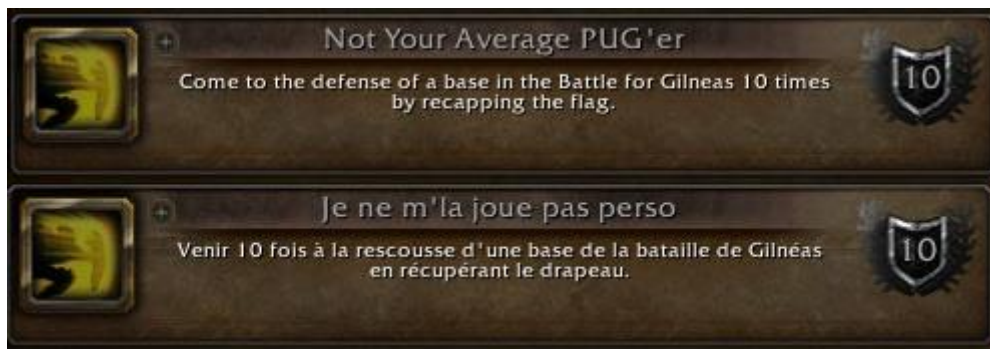 Not Your Average PUG'er
Come to the defense of a base in the Battle for Gilneas 10 times
by recapping the flag.
10
Je ne m'la joue pas perso
Venir 10 fois à la rescousse d'une base de la bataille de Gilnéas
en récupérant le drapeau.
10